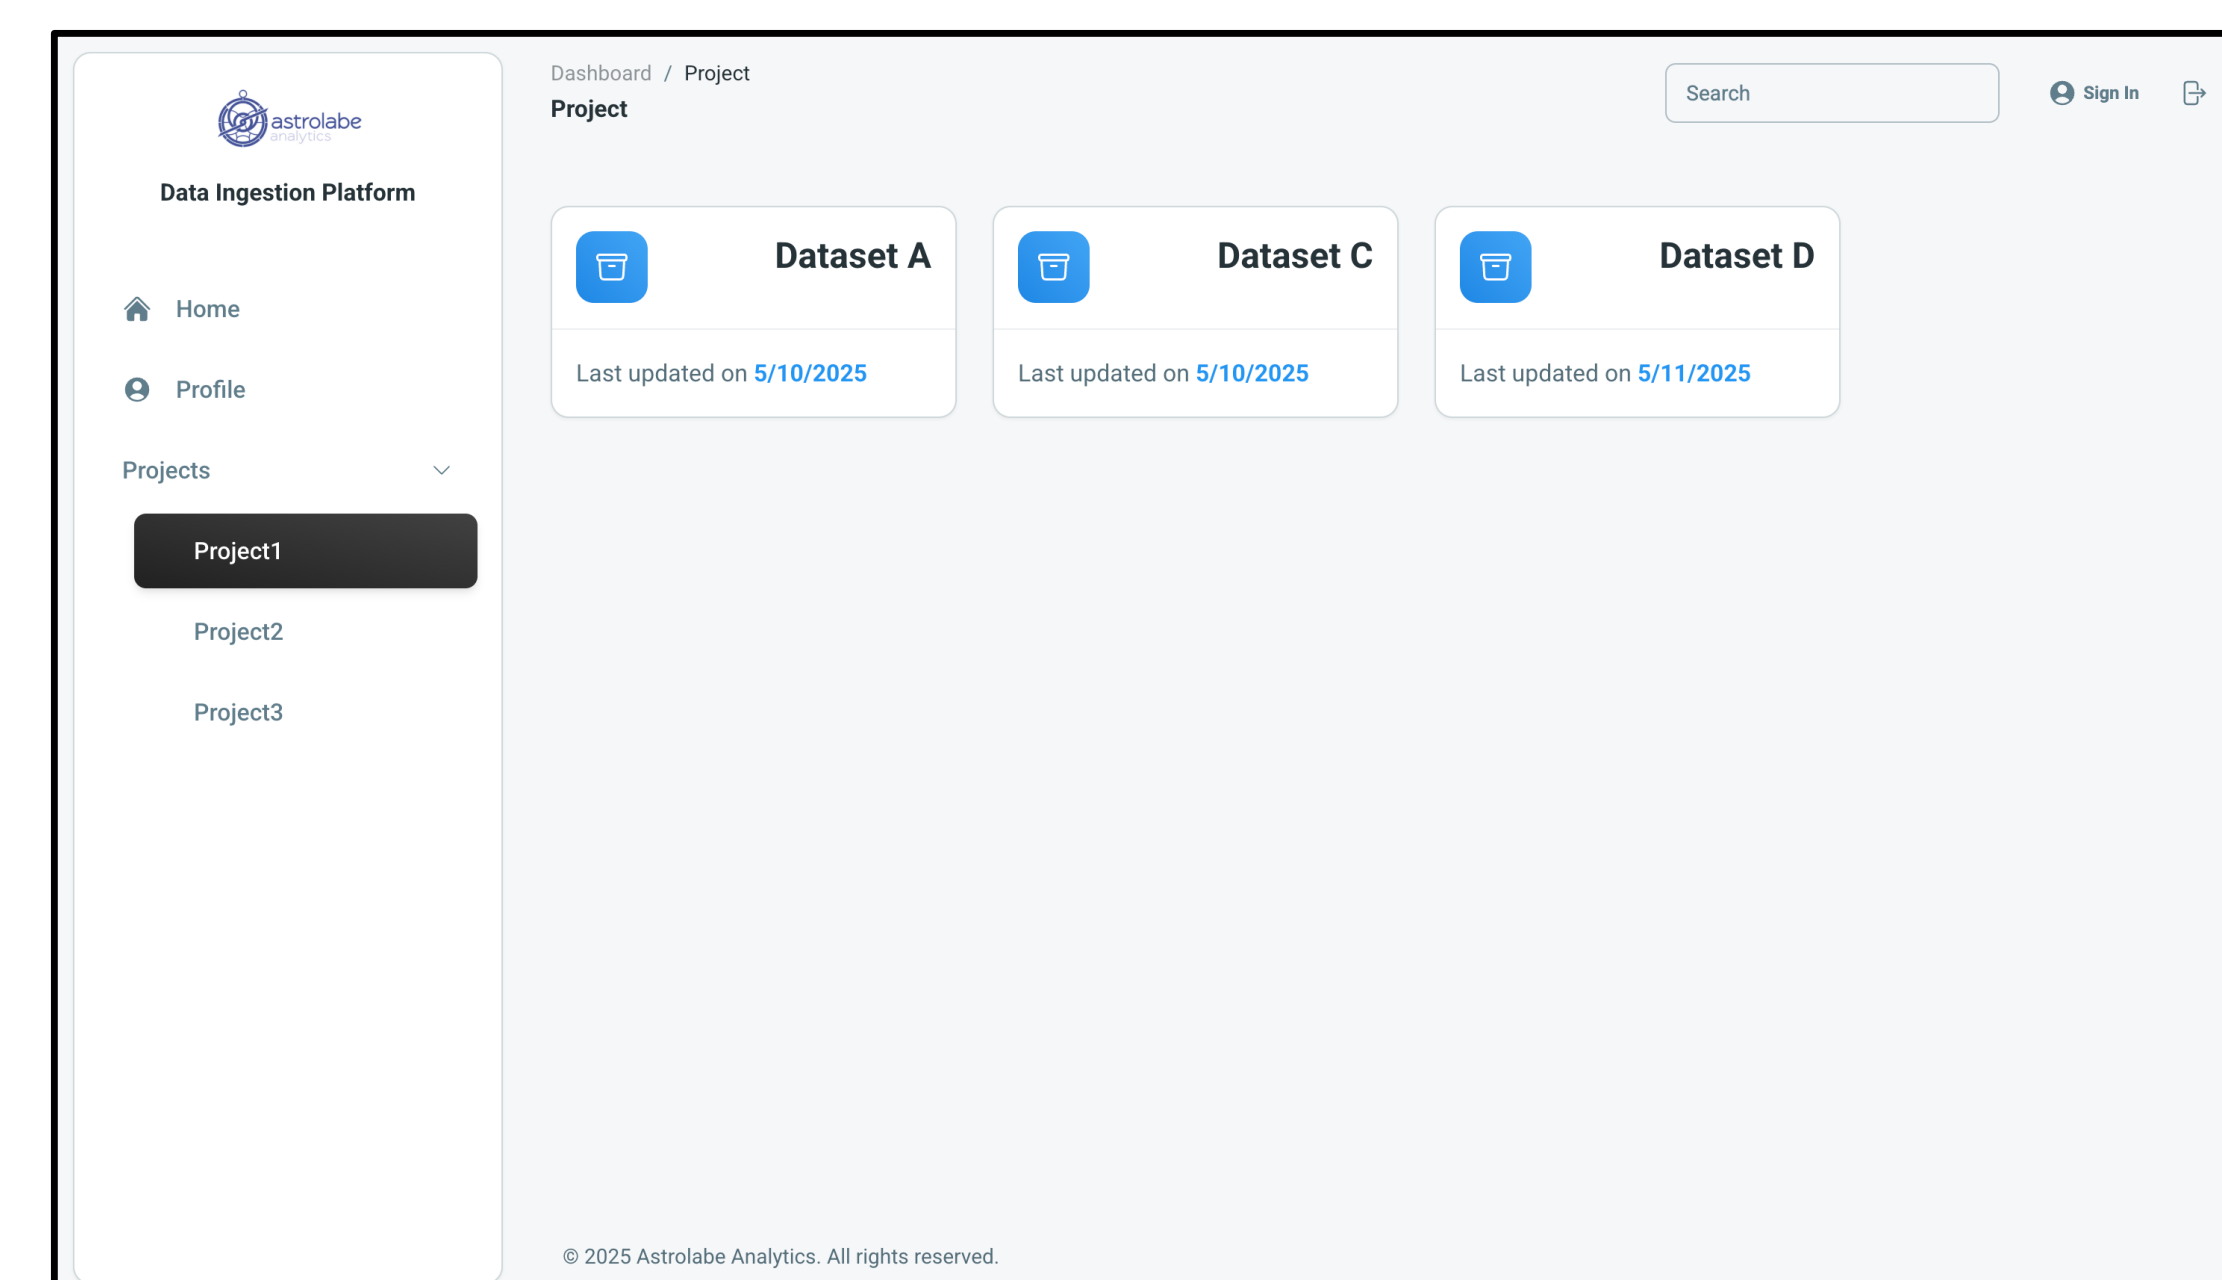 astrolabe
analytics
Data Ingestion Platform
Home
Profile
Projects
Project1
Project2
Project3
Dashboard / Project
Project
Search
Sign In
Dataset A
Last updated on 5/10/2025
Dataset C
Last updated on 5/10/2025
Dataset D
Last updated on 5/11/2025
© 2025 Astrolabe Analytics. All rights reserved.